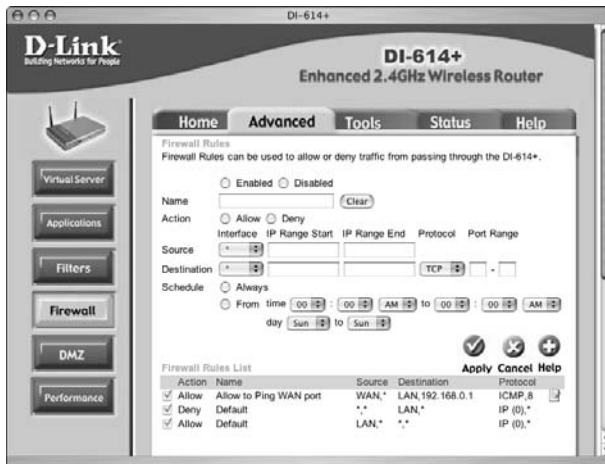 DI-614+
D-Link
Building Networks for People
DI-614+
Enhanced 2.4GHz Wireless Router
Home Advanced Tools Status Help
Virtual Server
Applications
Filters
Firewall
DMZ
Performance
Firewall Rules
Firewall Rules can be used to allow or deny traffic from passing through the DI-614+.
Enabled Disabled
Name Clear
Action Allow Deny
Interface IP Range Start IP Range End Protocol Port Range
Source *
Destination * TCP -
Schedule Always
From time 00 : 00 AM to 00 : 00 AM
day Sun to Sun
Apply Cancel Help
Firewall Rules List
Action Name Source Destination Protocol
Allow Allow to Ping WAN port WAN,* LAN,192.168.0.1 ICMP,8
Deny Default *,* LAN,* IP (0),*
Allow Default LAN,* *,* IP (0),*